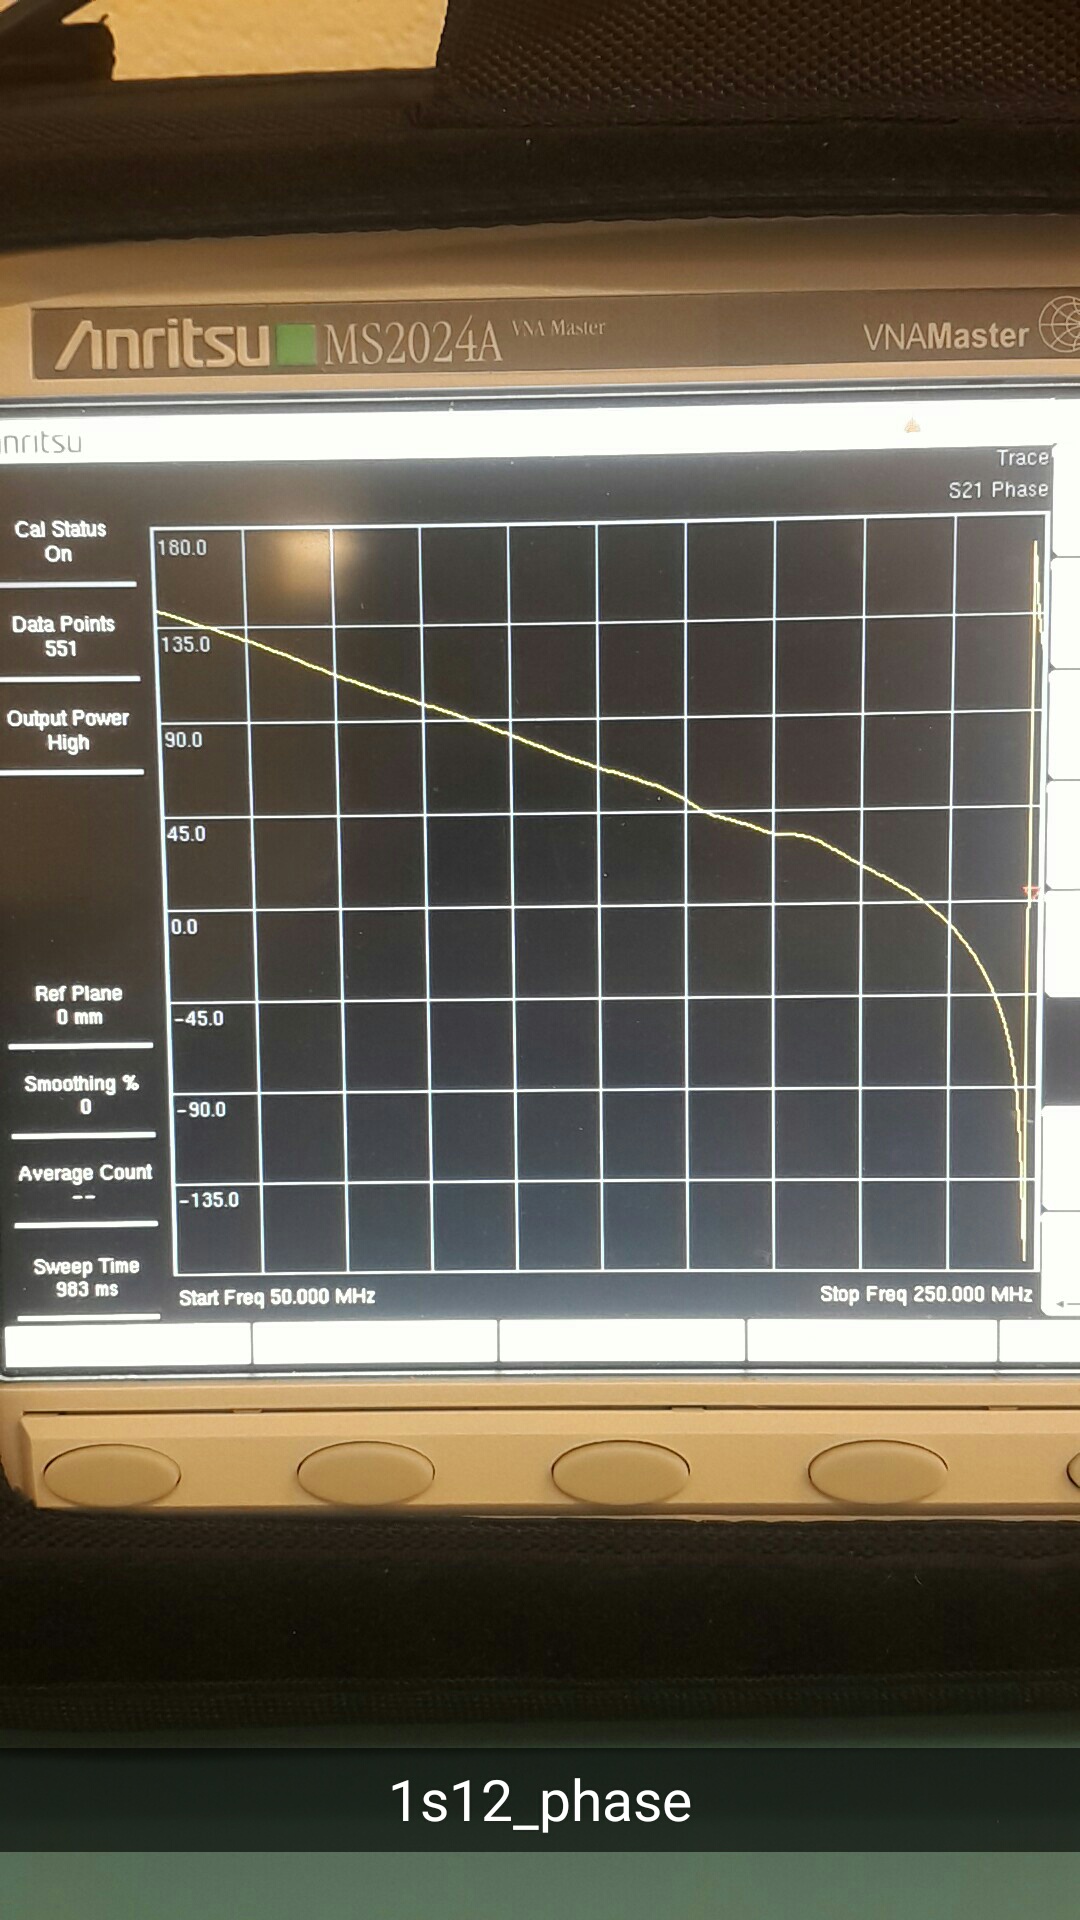 Anritsu MS2024A VNA Master
VNAMaster
nritsu
Trace
S21 Phase
Cal Status
On
Data Points
551
Output Power
High
Ref Plane
0 mm
Smoothing %
0
Average Count
--
Sweep Time
983 ms
180.0
135.0
90.0
45.0
0.0
-45.0
-90.0
-135.0
Start Freq 50.000 MHz
Stop Freq 250.000 MHz
1s12_phase